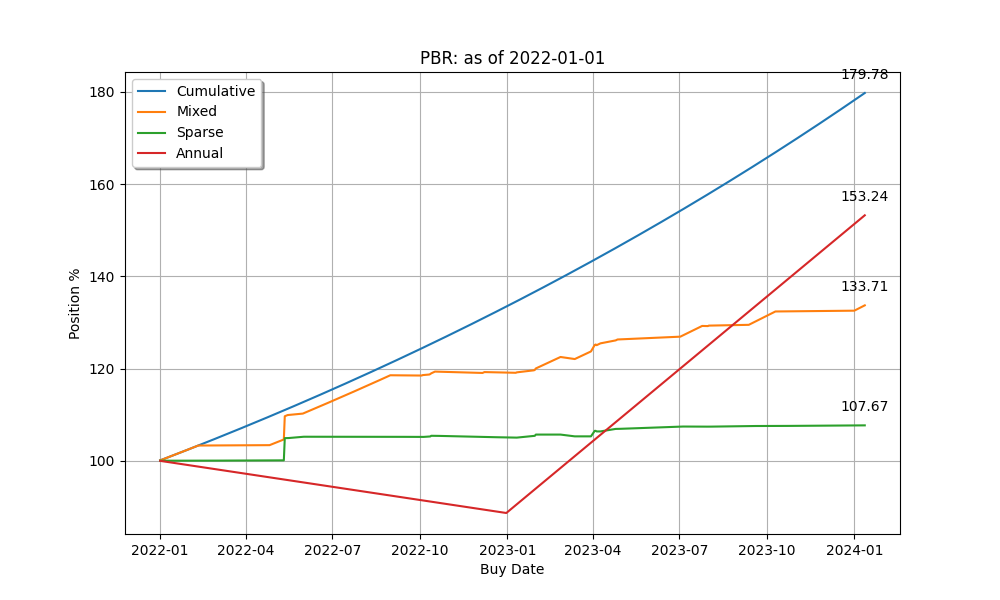 PBR: as of 2022-01-01
179.78
180
Cumulative
Mixed
Sparse
Annual
160
153.24
140
133.71
120
107.67
100
Position %
2022-01 2022-04 2022-07 2022-10 2023-01 2023-04 2023-07 2023-10 2024-01
Buy Date